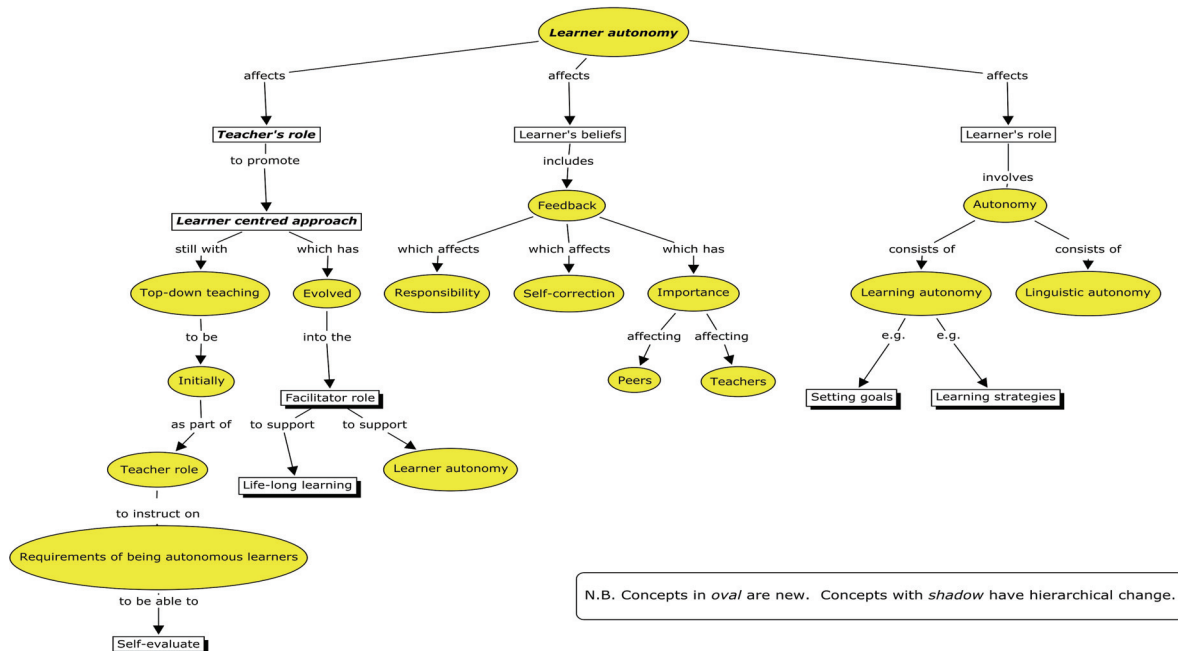 Learner autonomy
affects
affects
affects
Teacher's role
Learner's beliefs
Learner's role
to promote
includes
involves
Learner centred approach
Feedback
Autonomy
still with
which has
which affects
which affects
which has
consists of
consists of
Top-down teaching
Evolved
Responsibility
Self-correction
Importance
Learning autonomy
Linguistic autonomy
to be
into the
affecting
affecting
e.g.
e.g.
Initially
Peers
Teachers
Facilitator role
Setting goals
Learning strategies
as part of
to support
to support
Teacher role
Life-long learning
Learner autonomy
to instruct on
Requirements of being autonomous learners
to be able to
Self-evaluate
N.B. Concepts in oval are new. Concepts with shadow have hierarchical change.